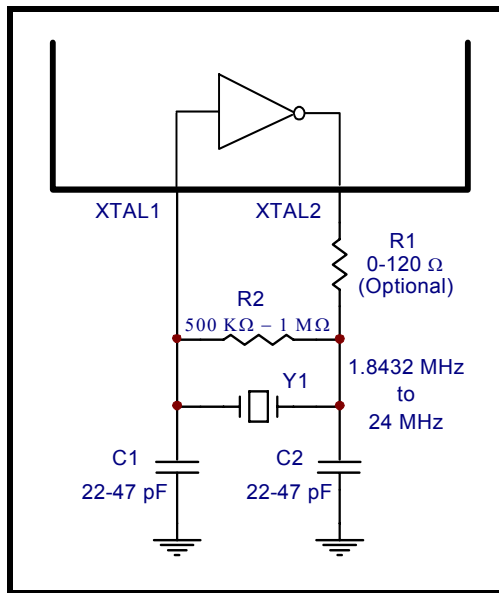 XTAL1
XTAL2
R1
0-120 Ω
(Optional)
R2
500 KΩ – 1 MΩ
Y1
1.8432 MHz
to
24 MHz
C1
22-47 pF
C2
22-47 pF